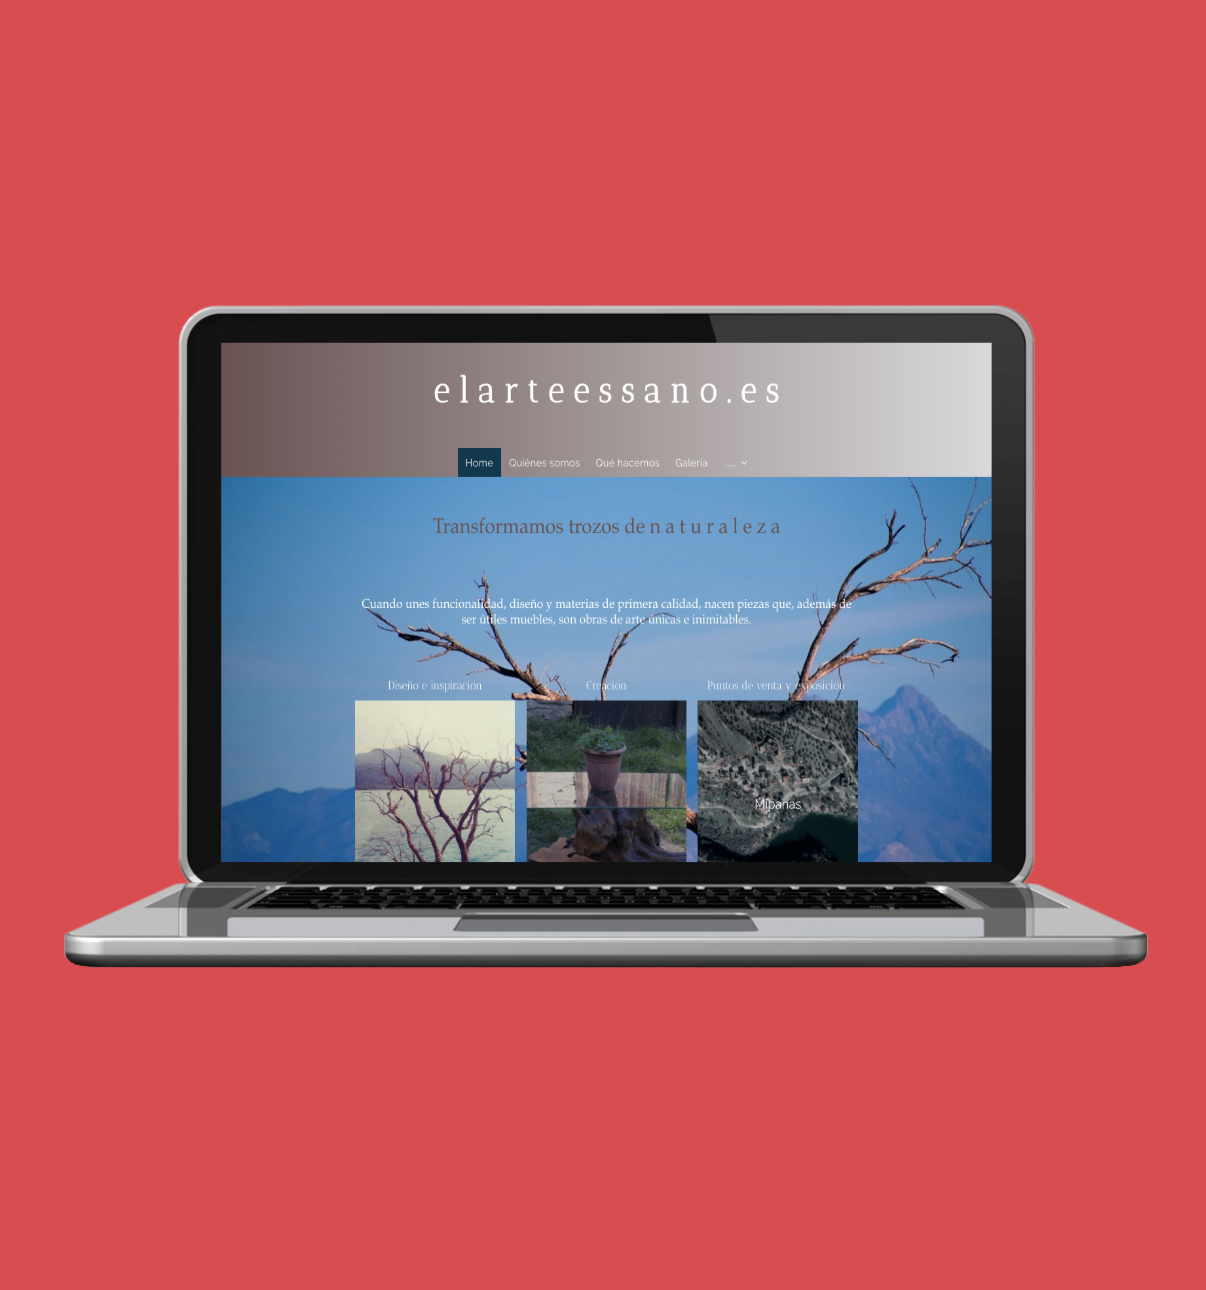 elarteessano.es
Home Quiénes somos Qué hacemos Galería ..... 
Transformamos trozos de n a t u r a l e z a
Cuando unes funcionalidad, diseño y materias de primera calidad, nacen piezas que, además de
ser útiles muebles, son obras de arte únicas e inimitables.
Diseño e inspiración Creación Puntos de venta y exposición
Mipanas